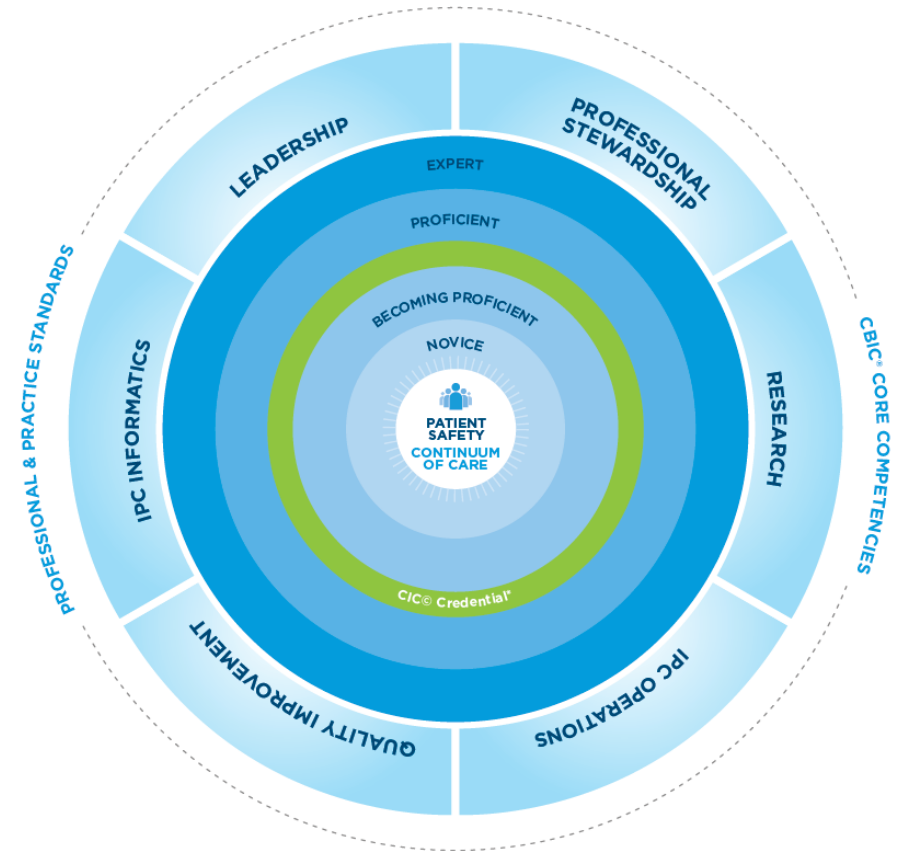 LEADERSHIP
PROFESSIONAL
STEWARDSHIP
EXPERT
PROFICIENT
BECOMING PROFICIENT
NOVICE
PATIENT
SAFETY
CONTINUUM
OF CARE
CIC© Credential*
PROFESSIONAL & PRACTICE STANDARDS
IPC INFORMATICS
RESEARCH
CBIC® CORE COMPETENCIES
QUALITY IMPROVEMENT
IPC OPERATIONS